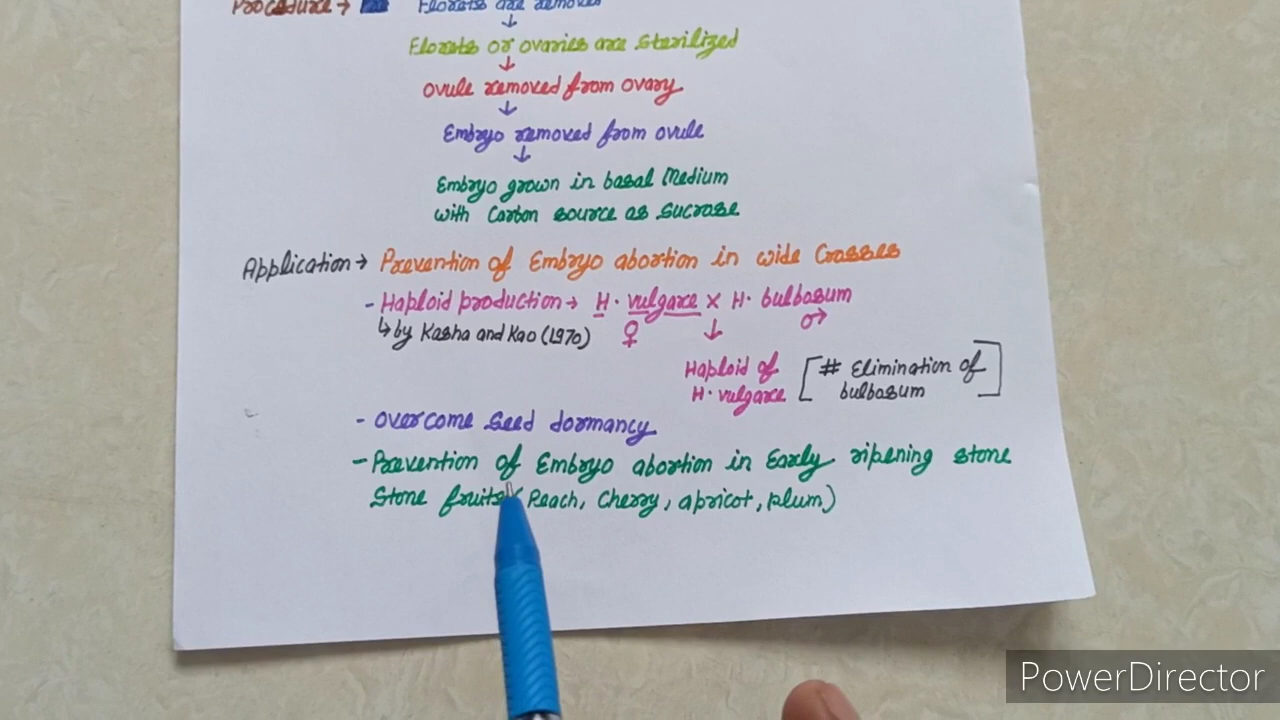 Procedure → Florets are removed
↓
Florets or ovaries are sterilized
↓
Ovule removed from ovary
↓
Embryo removed from ovule
↓
Embryo grown in basal Medium
with Carbon source as Sucrase
Application → Prevention of Embryo abortion in wide Crosses
- Haploid production → H. vulgare × H. bulbosum
↳ by Kasha and Kao (1970) ♀ ↓ ♂
Haploid of [# Elimination of
H. vulgare bulbosum]
- Overcome Seed dormancy
- Prevention of Embryo abortion in Early ripening stone
Stone fruits (Peach, Cherry, apricot, plum)
PowerDirector